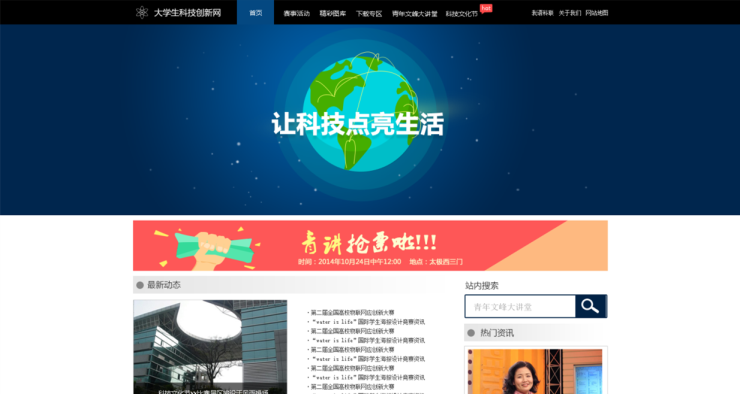 大学生科技创新网 首页 赛事活动 精彩图库 下载专区 青年文峰大讲堂 科技文化节 hot 关于我们 网站地图
让科技点亮生活
青讲抢票啦!!!
时间：2014年10月24日中午12:00 地点：太极西三门
最新动态
站内搜索
青年文峰大讲堂
热门资讯
·第二届全国高校物联网应创新大赛
·“water is life”国际学生海报设计竞赛资讯
·第二届全国高校物联网应创新大赛
·“water is life”国际学生海报设计竞赛资讯
·第二届全国高校物联网应创新大赛
·“water is life”国际学生海报设计竞赛资讯
·第二届全国高校物联网应创新大赛
·“water is life”国际学生海报设计竞赛资讯
·第二届全国高校物联网应创新大赛